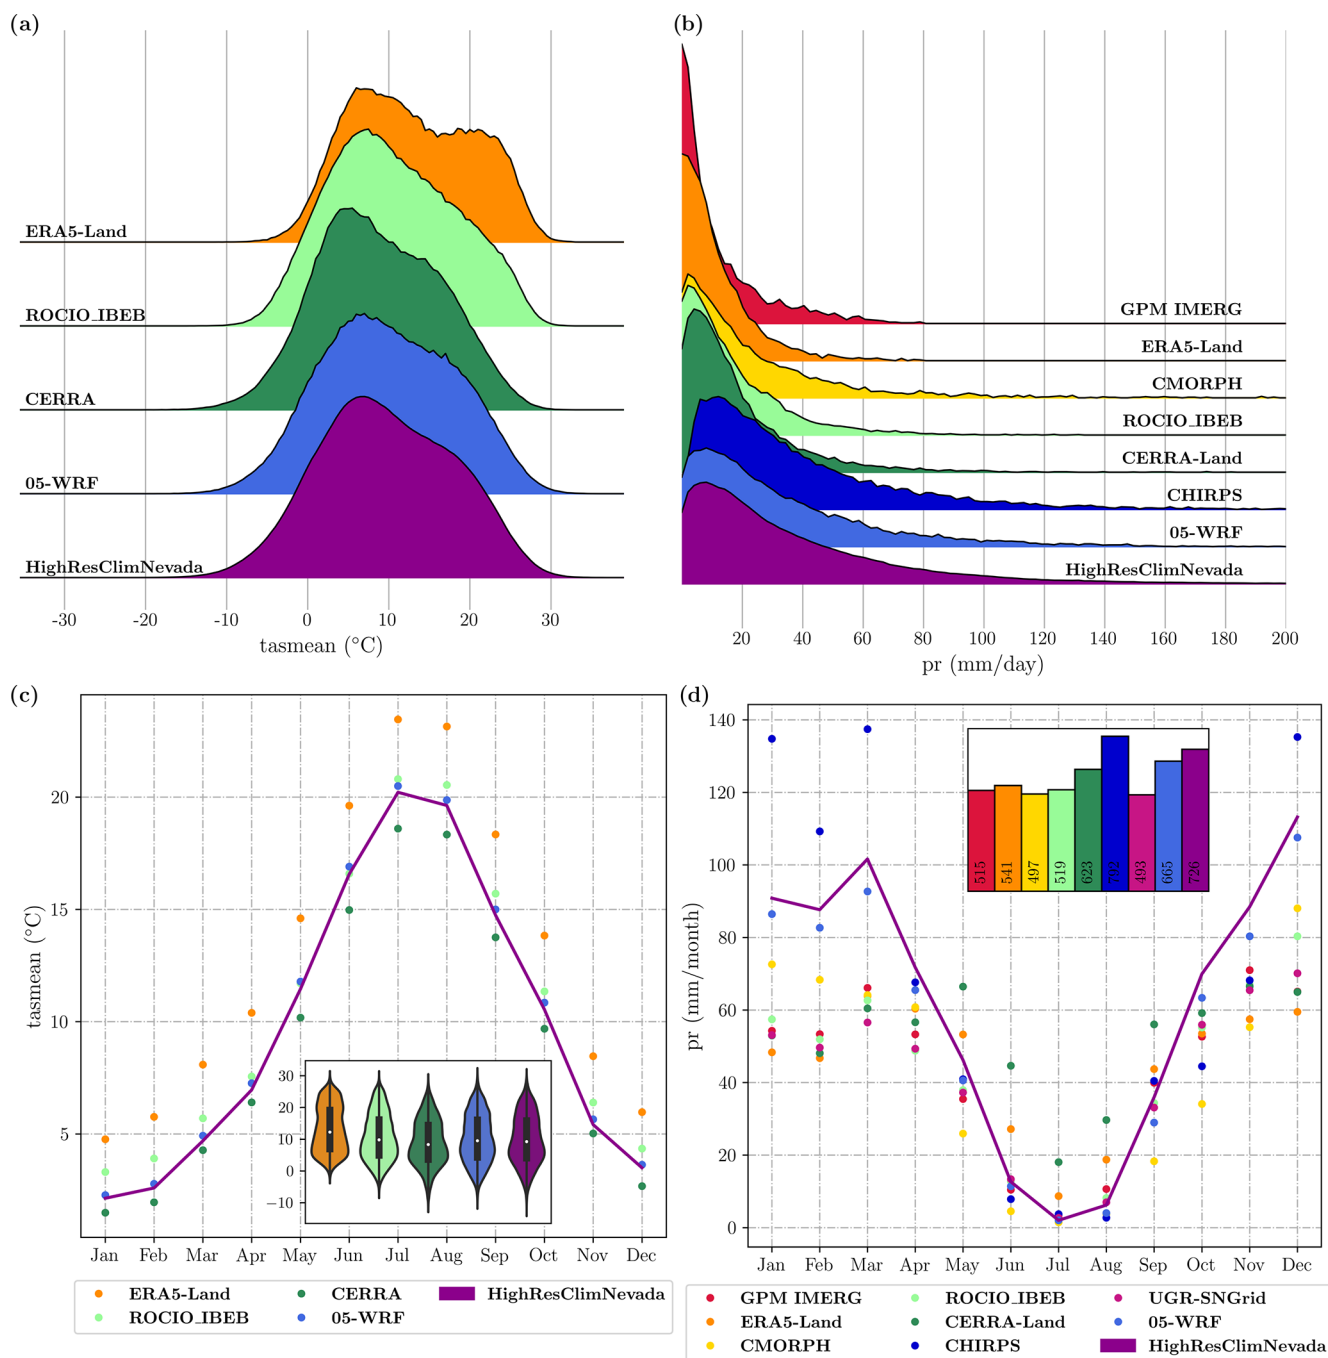 (a)
ERA5-Land
ROCIO_IBEB
CERRA
05-WRF
HighResClimNevada
-30 -20 -10 0 10 20 30
tasmean (°C)
(b)
GPM IMERG
ERA5-Land
CMORPH
ROCIO_IBEB
CERRA-Land
CHIRPS
05-WRF
HighResClimNevada
20 40 60 80 100 120 140 160 180 200
pr (mm/day)
(c)
tasmean (°C)
20
15
10
5
30
20
10
0
−10
Jan Feb Mar Apr May Jun Jul Aug Sep Oct Nov Dec
ERA5-Land CERRA HighResClimNevada
ROCIO_IBEB 05-WRF
(d)
pr (mm/month)
140
120
100
80
60
40
20
0
515 541 497 519 623 792 493 665 726
Jan Feb Mar Apr May Jun Jul Aug Sep Oct Nov Dec
GPM IMERG ROCIO_IBEB UGR-SNGrid
ERA5-Land CERRA-Land 05-WRF
CMORPH CHIRPS HighResClimNevada